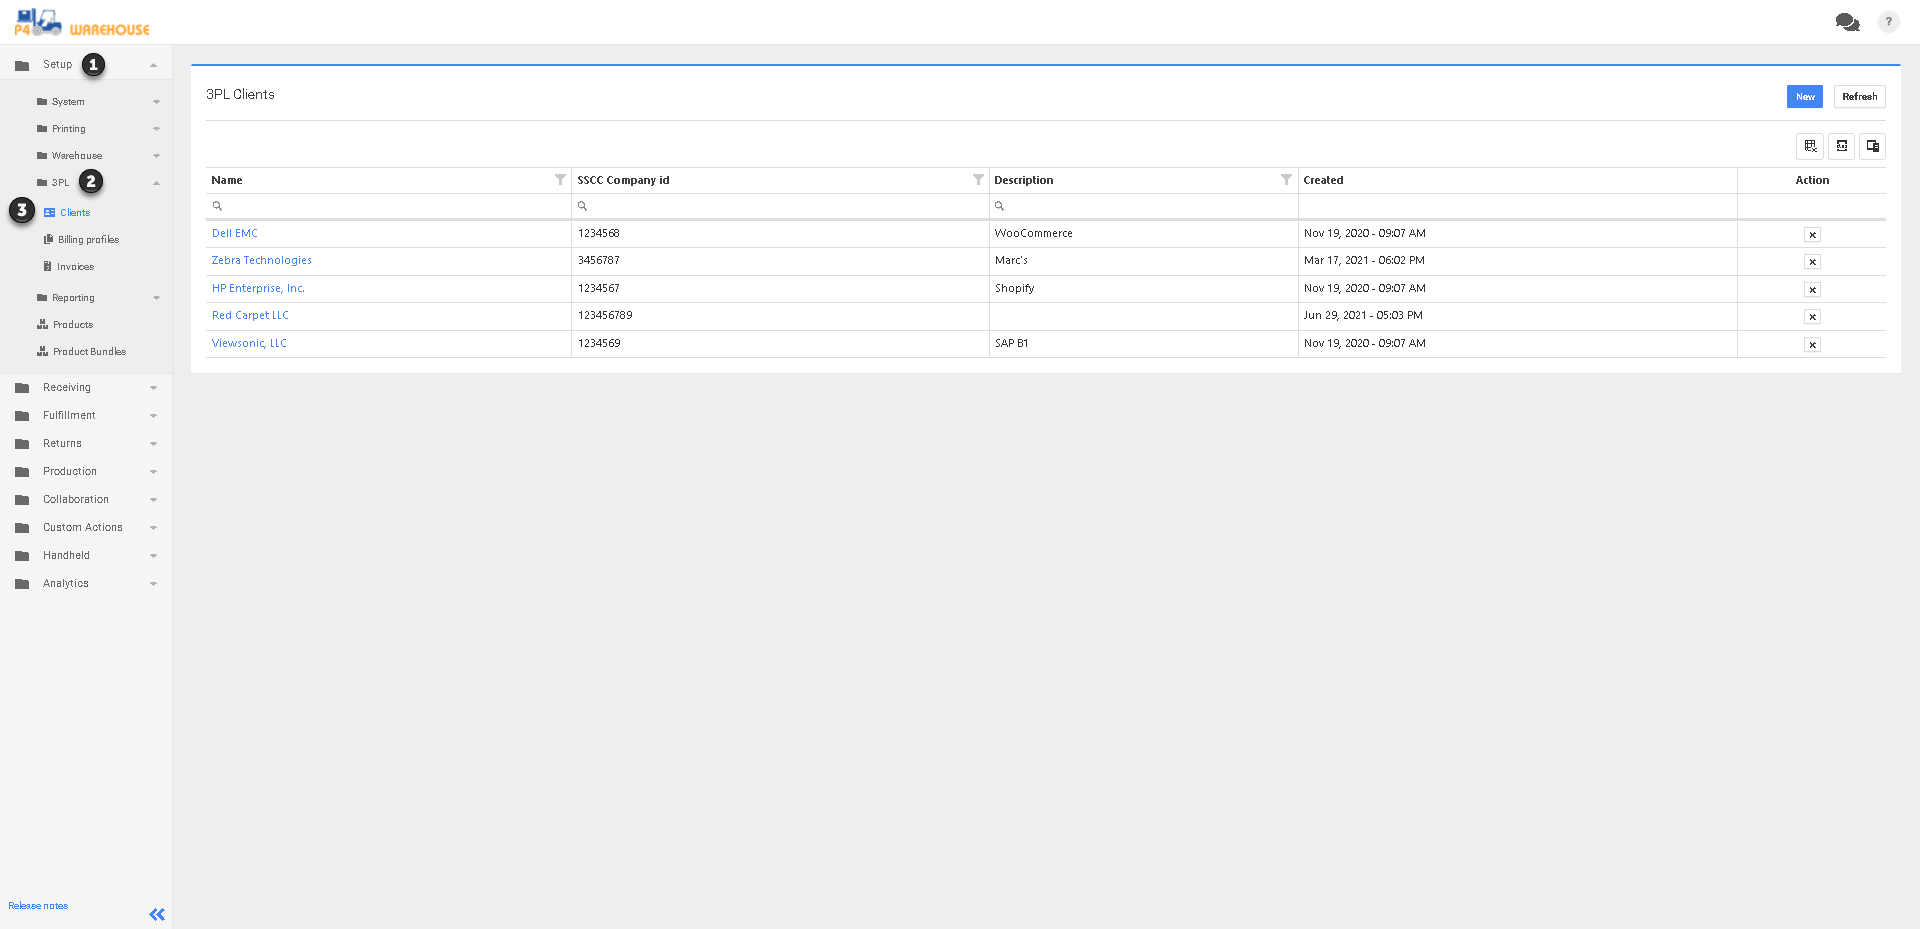 P4 WAREHOUSE
?
Setup 1
System
Printing
Warehouse
3PL 2
3 Clients
Billing profiles
Invoices
Reporting
Products
Product Bundles
Receiving
Fulfillment
Returns
Production
Collaboration
Custom Actions
Handheld
Analytics
Release notes
3PL Clients
New Refresh
Name SSCC Company id Description Created Action
Dell EMC 1234568 WooCommerce Nov 19, 2020 - 09:07 AM
Zebra Technologies 3456787 Marc's Mar 17, 2021 - 06:02 PM
HP Enterprise, Inc. 1234567 Shopify Nov 19, 2020 - 09:07 AM
Red Carpet LLC 123456789 Jun 29, 2021 - 05:03 PM
Viewsonic, LLC 1234569 SAP B1 Nov 19, 2020 - 09:07 AM